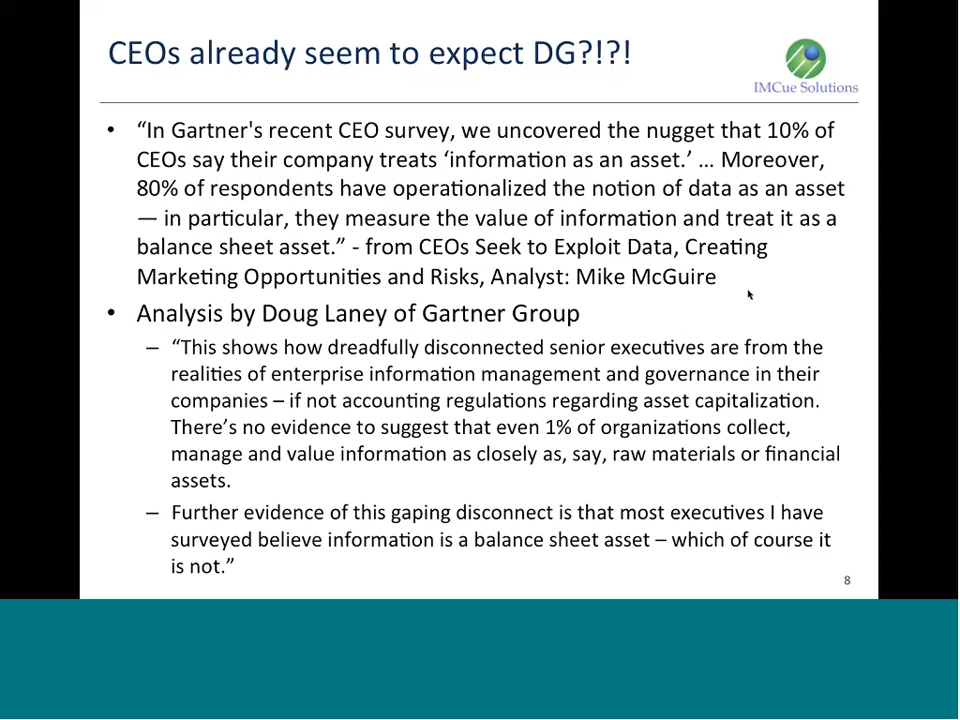 CEOs already seem to expect DG?!?!
IMCue Solutions
• “In Gartner's recent CEO survey, we uncovered the nugget that 10% of
CEOs say their company treats ‘information as an asset.’ … Moreover,
80% of respondents have operationalized the notion of data as an asset
— in particular, they measure the value of information and treat it as a
balance sheet asset.” - from CEOs Seek to Exploit Data, Creating
Marketing Opportunities and Risks, Analyst: Mike McGuire
• Analysis by Doug Laney of Gartner Group
– “This shows how dreadfully disconnected senior executives are from the
realities of enterprise information management and governance in their
companies – if not accounting regulations regarding asset capitalization.
There’s no evidence to suggest that even 1% of organizations collect,
manage and value information as closely as, say, raw materials or financial
assets.
– Further evidence of this gaping disconnect is that most executives I have
surveyed believe information is a balance sheet asset – which of course it
is not.”
8